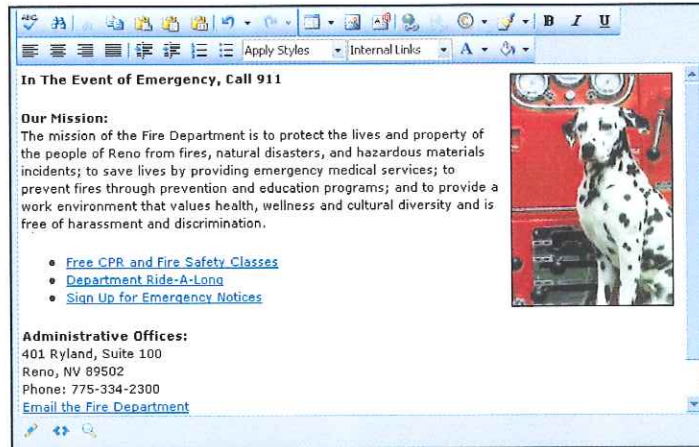 ABC
B I U
Apply Styles Internal Links A
In The Event of Emergency, Call 911
Our Mission:
The mission of the Fire Department is to protect the lives and property of
the people of Reno from fires, natural disasters, and hazardous materials
incidents; to save lives by providing emergency medical services; to
prevent fires through prevention and education programs; and to provide a
work environment that values health, wellness and cultural diversity and is
free of harassment and discrimination.
• Free CPR and Fire Safety Classes
• Department Ride-A-Long
• Sign Up for Emergency Notices
Administrative Offices:
401 Ryland, Suite 100
Reno, NV 89502
Phone: 775-334-2300
Email the Fire Department